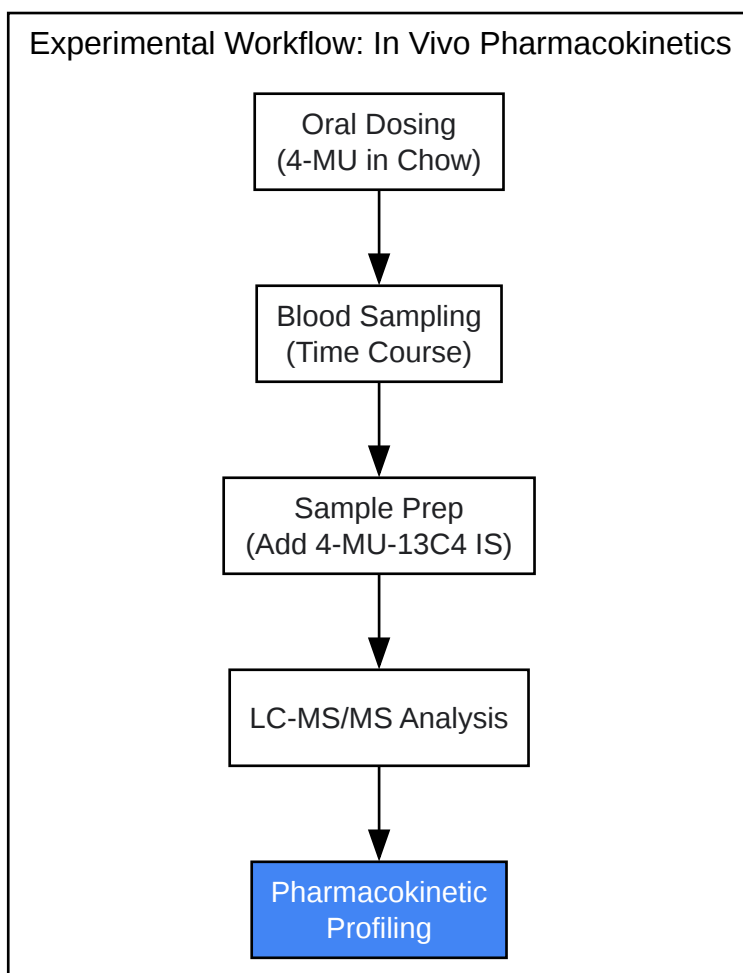 Experimental Workflow: In Vivo Pharmacokinetics
Oral Dosing
(4-MU in Chow)
Blood Sampling
(Time Course)
Sample Prep
(Add 4-MU-13C4 IS)
LC-MS/MS Analysis
Pharmacokinetic
Profiling